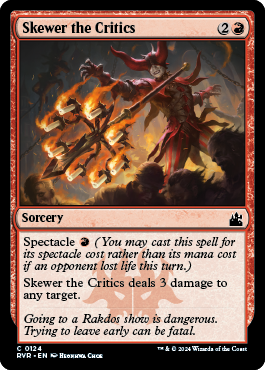 Skewer the Critics 2
Sorcery
Spectacle (You may cast this spell for
its spectacle cost rather than its mana cost
if an opponent lost life this turn.)
Skewer the Critics deals 3 damage to
any target.
Going to a Rakdos show is dangerous.
Trying to leave early can be fatal.
C 0124
RVR • EN Heonhwa Choe
™ & © 2024 Wizards of the Coast